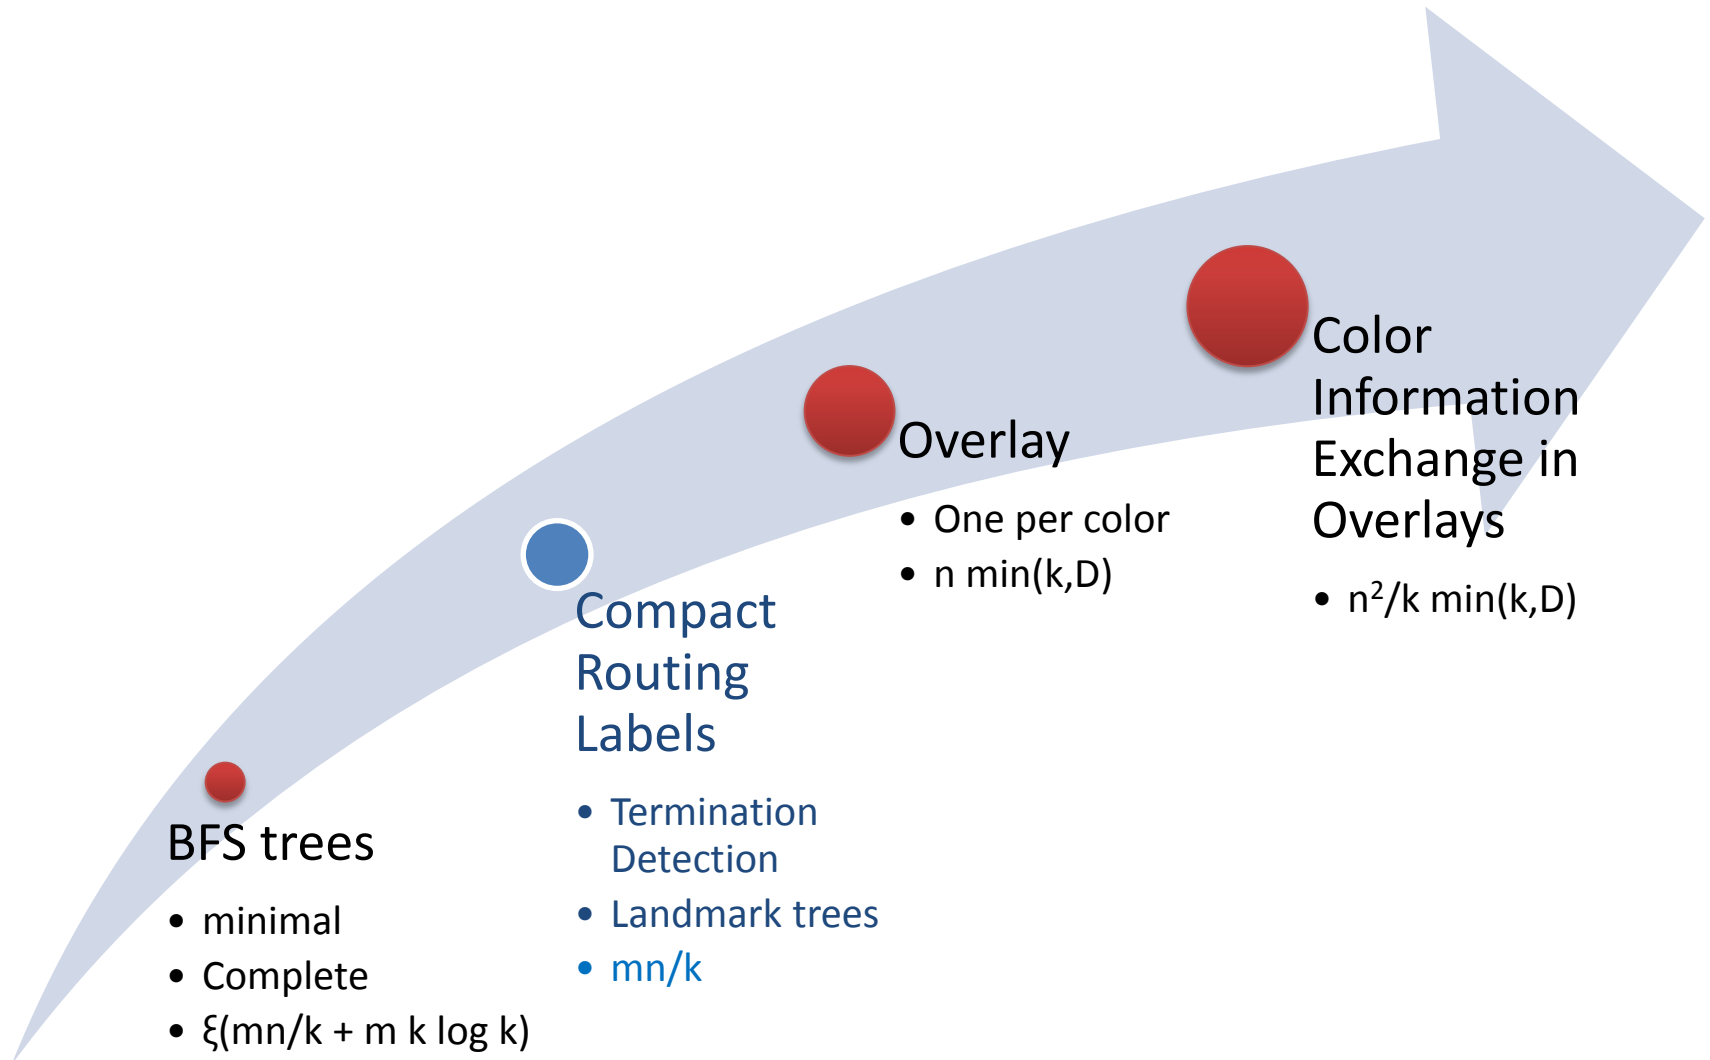 BFS trees
• minimal
• Complete
• ξ(mn/k + m k log k)
Compact
Routing
Labels
• Termination
Detection
• Landmark trees
• mn/k
Overlay
• One per color
• n min(k,D)
Color
Information
Exchange in
Overlays
• n²/k min(k,D)